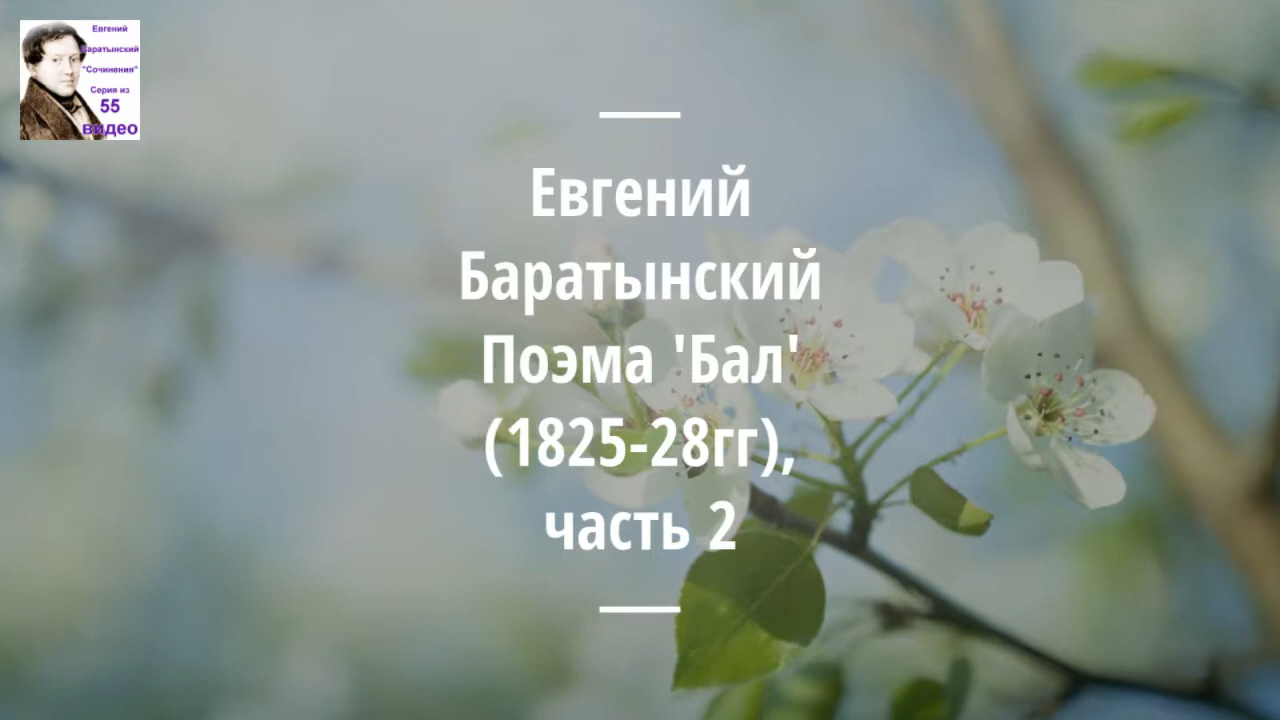 Евгений
Баратынский
"Сочинения"
Серия из
55
видео
Евгений
Баратынский
Поэма 'Бал'
(1825-28гг),
часть 2